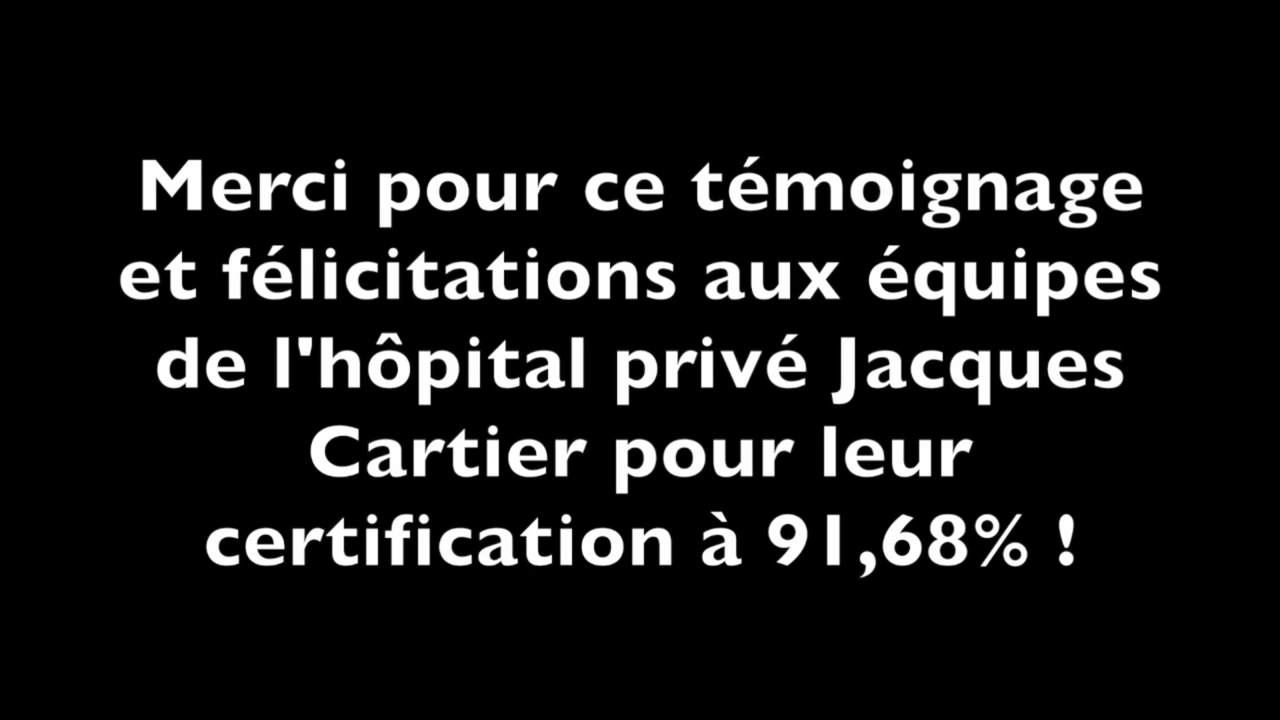 Merci pour ce témoignage
et félicitations aux équipes
de l'hôpital privé Jacques
Cartier pour leur
certification à 91,68% !